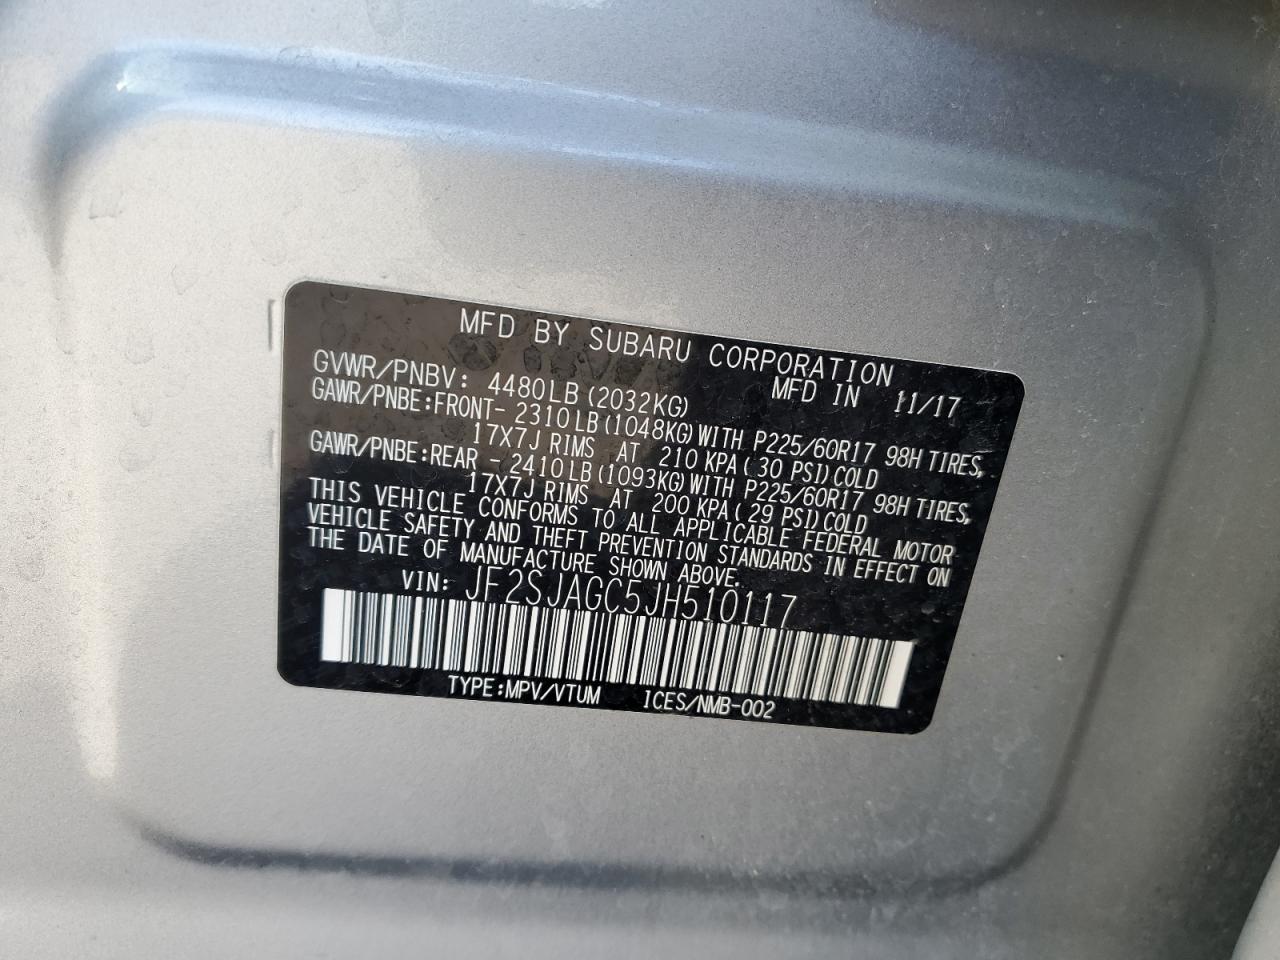 MFD BY SUBARU CORPORATION
MFD IN 11/17
GVWR/PNBV: 4480LB (2032KG)
GAWR/PNBE:FRONT- 2310LB (1048KG) WITH P225/60R17 98H TIRES,
17X7J RIMS AT 210 KPA( 30 PSI) COLD
GAWR/PNBE:REAR - 2410LB (1093KG) WITH P225/60R17 98H TIRES,
17X7J RIMS AT 200 KPA( 29 PSI) COLD
THIS VEHICLE CONFORMS TO ALL APPLICABLE FEDERAL MOTOR
VEHICLE SAFETY AND THEFT PREVENTION STANDARDS IN EFFECT ON
THE DATE OF MANUFACTURE SHOWN ABOVE.
VIN: JF2SJAGC5JH510117
TYPE:MPV/VTUM ICES/NMB-002